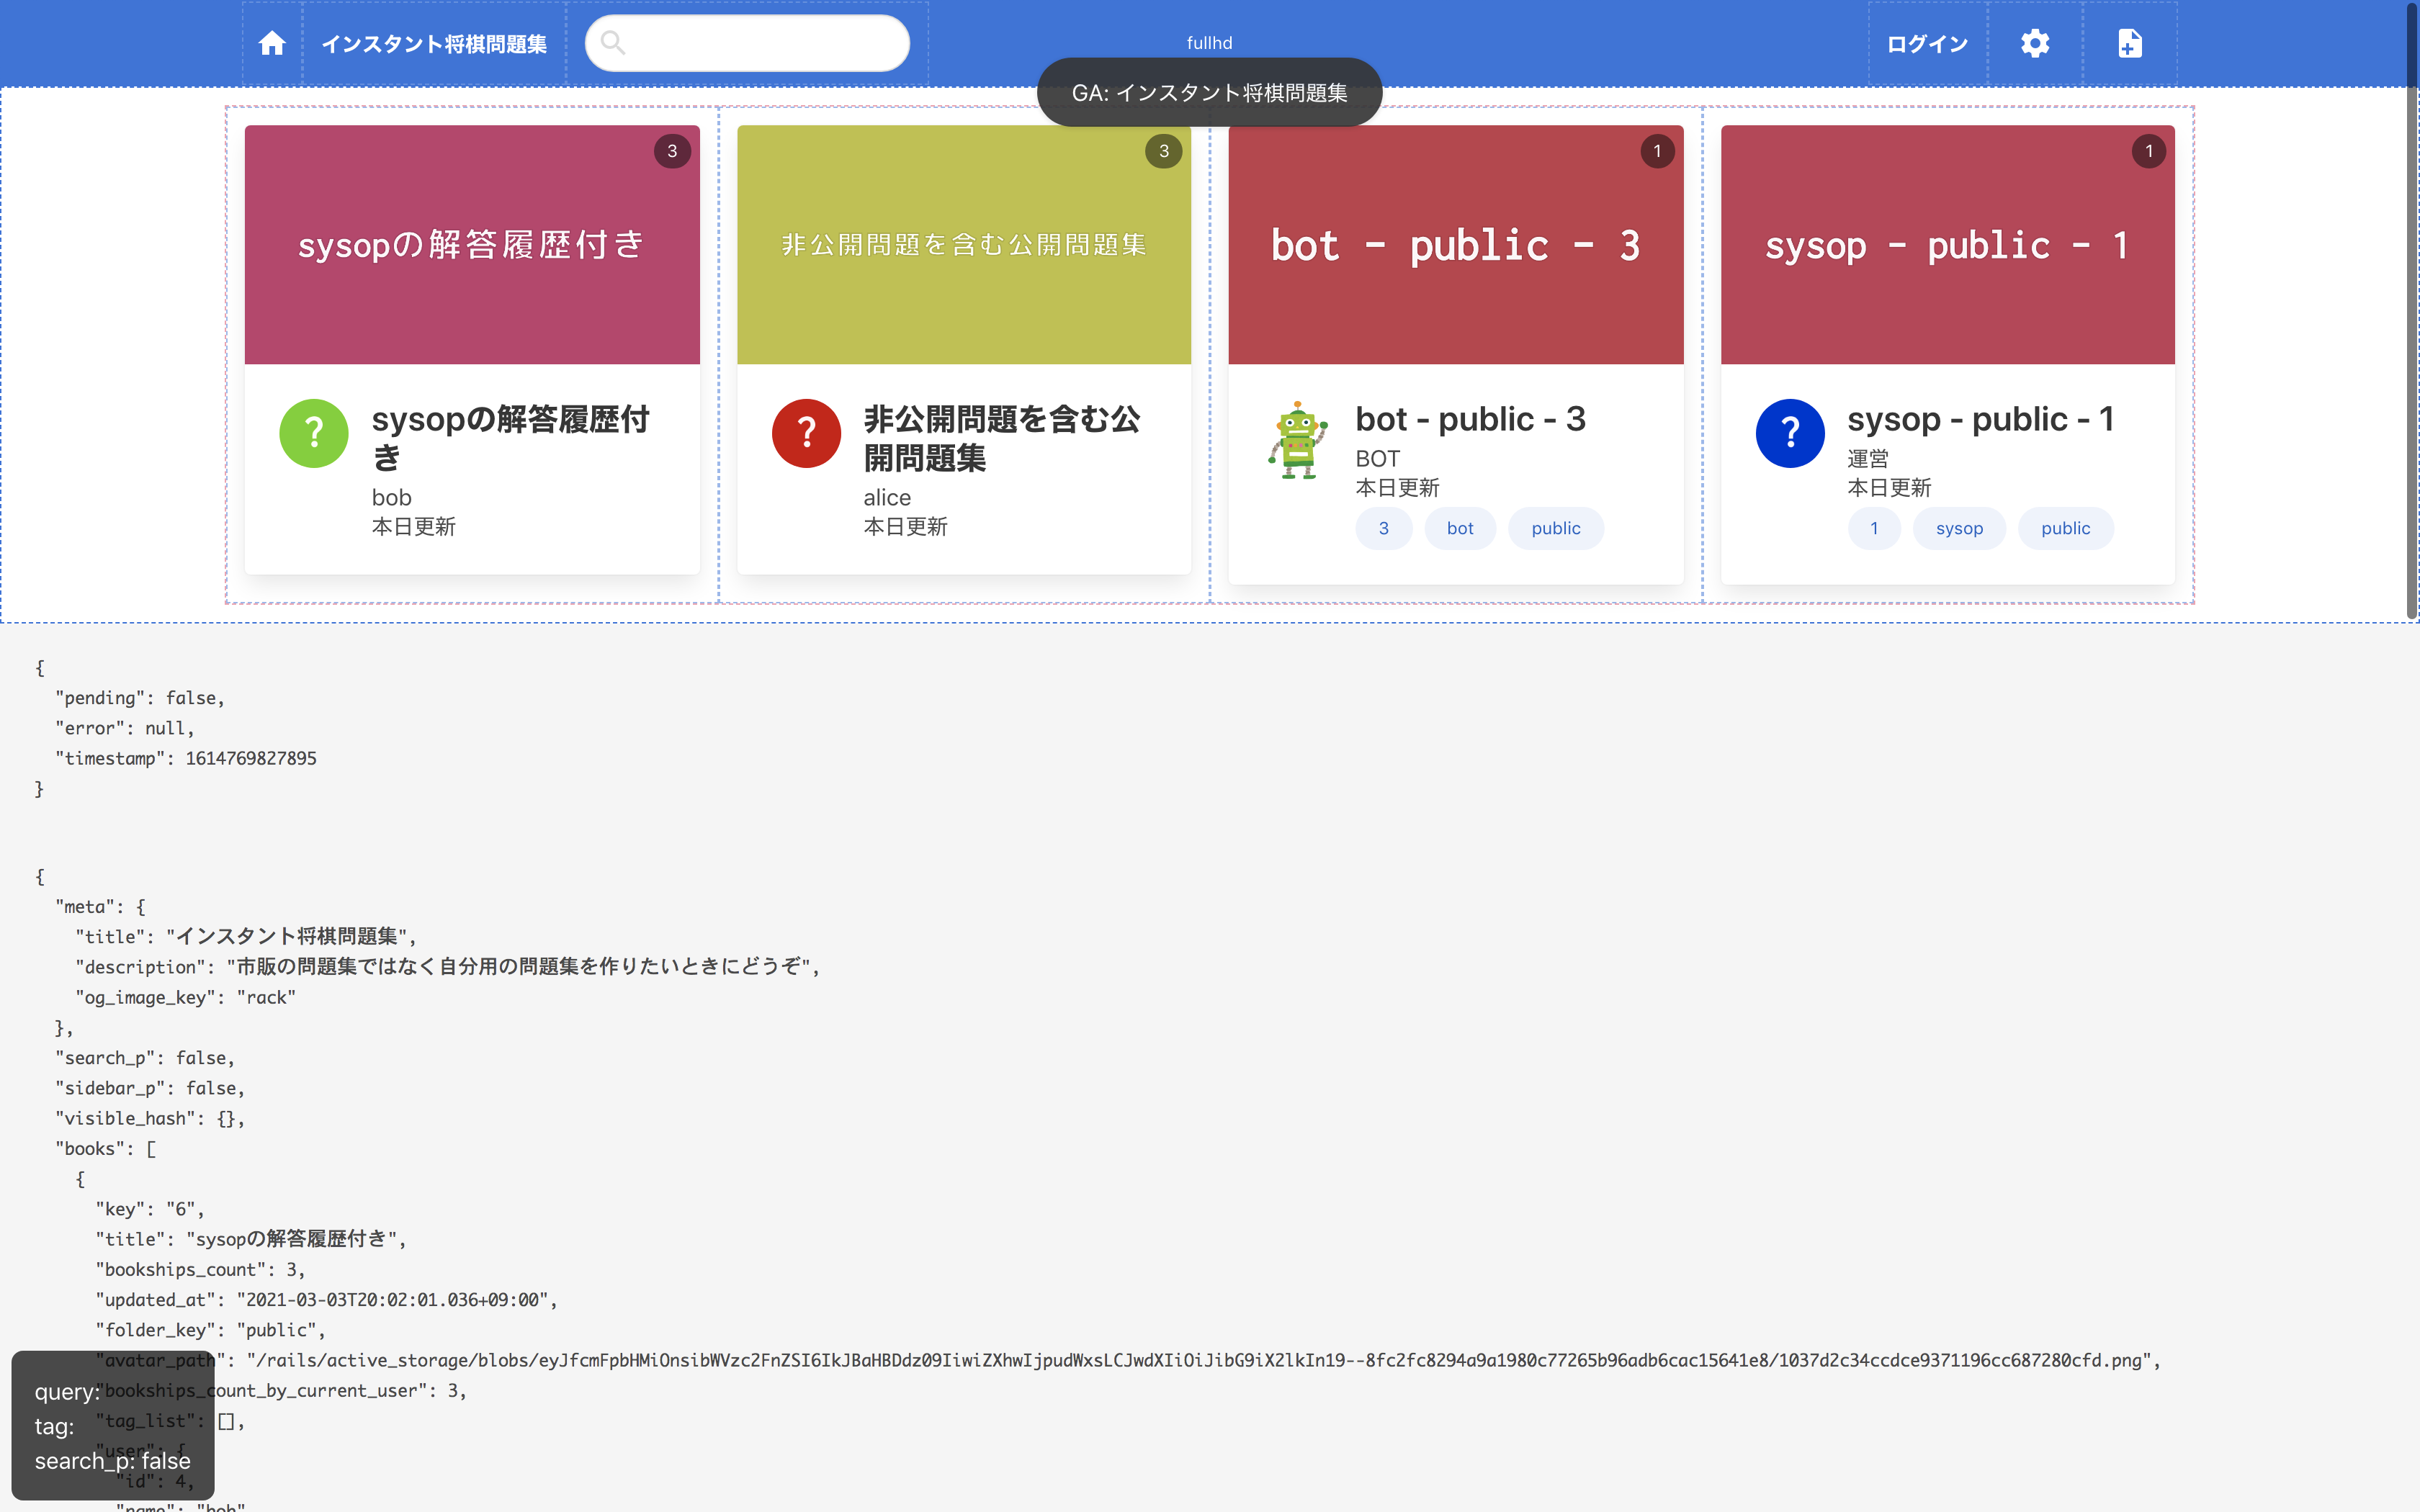 インスタント将棋問題集
fullhd
ログイン
GA: インスタント将棋問題集
3
sysopの解答履歴付き
3
非公開問題を含む公開問題集
1
bot - public - 3
1
sysop - public - 1
?
sysopの解答履歴付
き
bob
本日更新
?
非公開問題を含む公
開問題集
alice
本日更新
bot - public - 3
BOT
本日更新
3 bot public
?
sysop - public - 1
運営
本日更新
1 sysop public
{
"pending": false,
"error": null,
"timestamp": 1614769827895
}
{
"meta": {
"title": "インスタント将棋問題集",
"description": "市販の問題集ではなく自分用の問題集を作りたいときにどうぞ",
"og_image_key": "rack"
},
"search_p": false,
"sidebar_p": false,
"visible_hash": {},
"books": [
{
"key": "6",
"title": "sysopの解答履歴付き",
"bookships_count": 3,
"updated_at": "2021-03-03T20:02:01.036+09:00",
"folder_key": "public",
"avatar_path": "/rails/active_storage/blobs/eyJfcmFpbHMiOnsibWVzc2FnZSI6IkJBaHBDdz09IiwiZXhwIjpudWxsLCJwdXIiOiJibG9iX2lkIn19--8fc2fc8294a9a1980c77265b96adb6cac15641e8/1037d2c34ccdce9371196cc687280cfd.png",
"bookships_count_by_current_user": 3,
"tag_list": [],
"user": {
"id": 4,
"name": "bob"
query:
tag:
search_p: false